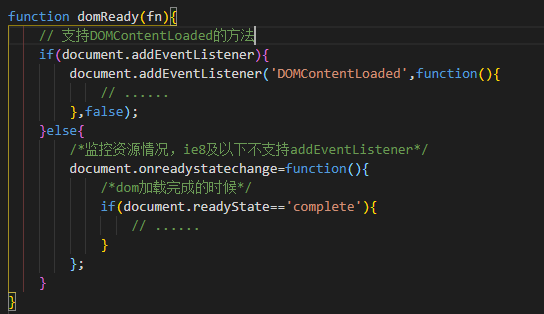 function domReady(fn){
    // 支持DOMContentLoaded的方法
    if(document.addEventListener){
        document.addEventListener('DOMContentLoaded',function(){
            // ......
        },false);
    }else{
        /*监控资源情况，ie8及以下不支持addEventListener*/
        document.onreadystatechange=function(){
            /*dom加载完成的时候*/
            if(document.readyState=='complete'){
                // ......
            }
        };
    }
}